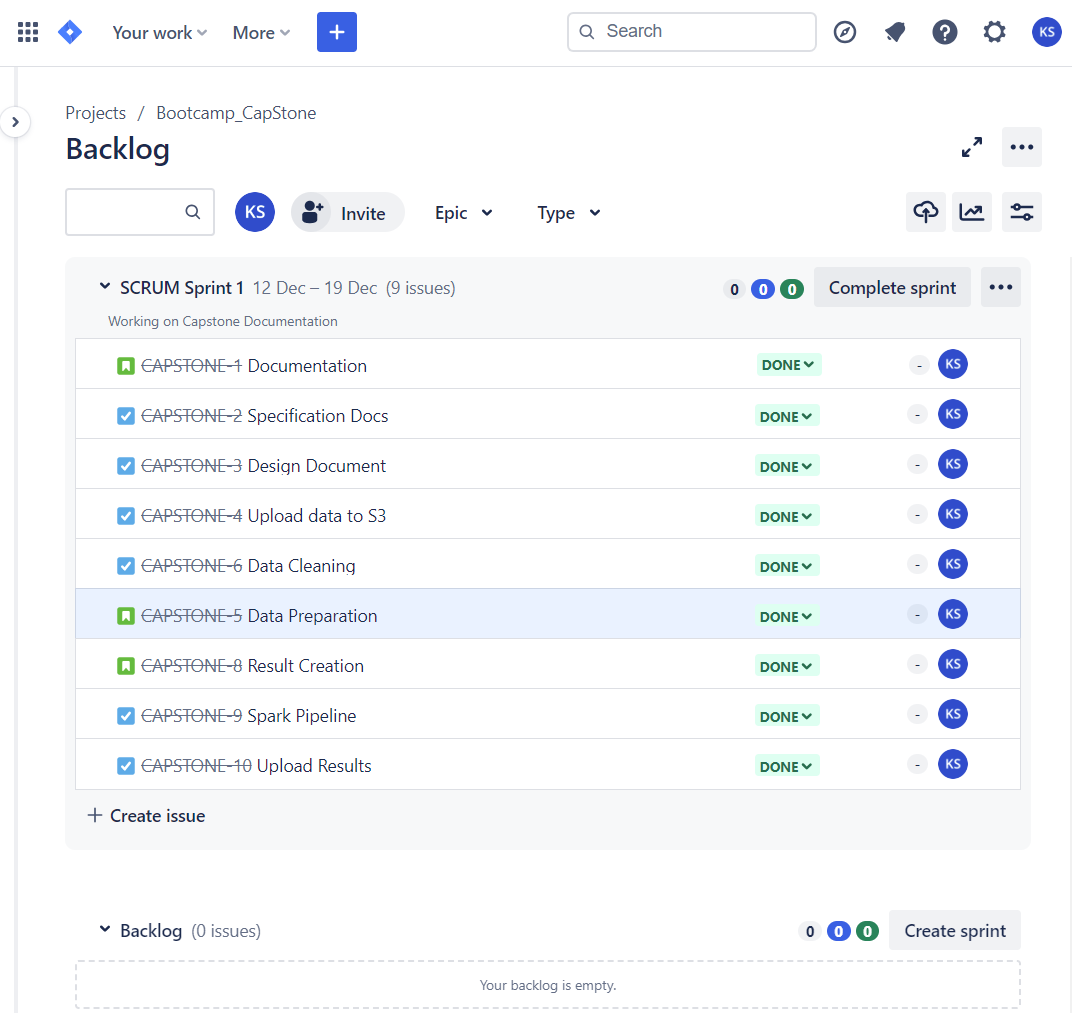 Your work More + Search KS
Projects / Bootcamp_CapStone
Backlog
KS Invite Epic Type
SCRUM Sprint 1 12 Dec – 19 Dec (9 issues) 0 0 0 Complete sprint
Working on Capstone Documentation
CAPSTONE-1 Documentation DONE - KS
CAPSTONE-2 Specification Docs DONE - KS
CAPSTONE-3 Design Document DONE - KS
CAPSTONE-4 Upload data to S3 DONE - KS
CAPSTONE-6 Data Cleaning DONE - KS
CAPSTONE-5 Data Preparation DONE - KS
CAPSTONE-8 Result Creation DONE - KS
CAPSTONE-9 Spark Pipeline DONE - KS
CAPSTONE-10 Upload Results DONE - KS
+ Create issue
Backlog (0 issues) 0 0 0 Create sprint
Your backlog is empty.